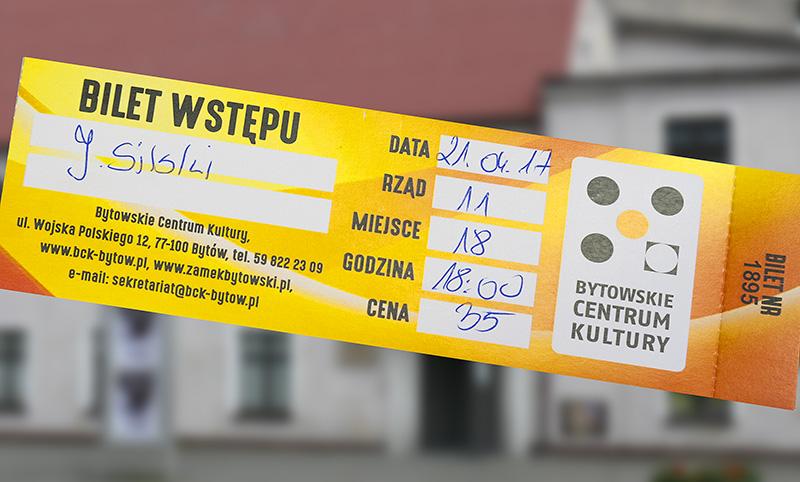 BILET WSTĘPU
J. Silski
Bytowskie Centrum Kultury,
ul. Wojska Polskiego 12, 77-100 Bytów, tel. 59 822 23 09
www.bck-bytow.pl, www.zamekbytowski.pl,
e-mail: sekretariat@bck-bytow.pl
DATA 21.04.17
RZĄD 11
MIEJSCE 18
GODZINA 18:00
CENA 35
BYTOWSKIE
CENTRUM
KULTURY
BILET NR
1895